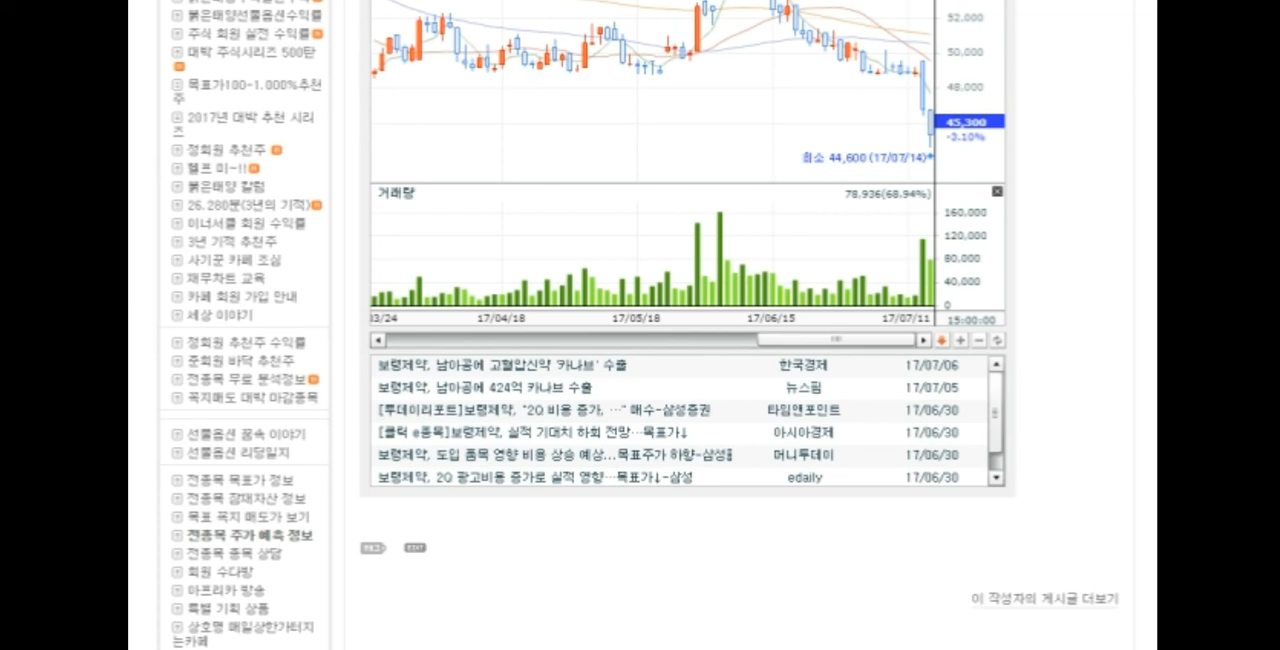 붉은태양선물옵션수익률
주식 회원 실전 수익률
대박 주식시리즈 500탄
목표가100-1,000%추천
주
2017년 대박 추천 시리
즈
정회원 추천주
헬프 미~!!
붉은태양 칼럼
26,280분(3년의 기적)
이너서클 회원 수익률
3년 기적 추천주
사기꾼 카페 조심
재무차트 교육
카페 회원 가입 안내
세상 이야기
정회원 추천주 수익률
준회원 바닥 추천주
전종목 무료 분석정보
꼭지매도 대박 마감종목
선물옵션 꿈속 이야기
선물옵션 리딩일지
전종목 목표가 정보
전종목 잠재자산 정보
목표 꼭지 매도가 보기
전종목 주가 예측 정보
전종목 종목 상담
회원 수다방
아프리카 방송
특별 기획 상품
상호명 매일상한가터지
는카페
52,000
50,000
48,000
45,300
-3.10%
최소 44,600 (17/07/14)
거래량
78,936(68.94%)
160,000
120,000
80,000
40,000
0
03/24 17/04/18 17/05/18 17/06/15 17/07/11 15:00:00
보령제약, 남아공에 고혈압신약 '카나브' 수출 한국경제 17/07/06
보령제약, 남아공에 424억 카나브 수출 뉴스핌 17/07/05
[투데이리포트]보령제약, "2Q 비용 증가, …" 매수-삼성증권 타임앤포인트 17/06/30
[클릭 e종목]보령제약, 실적 기대치 하회 전망…목표가↓ 아시아경제 17/06/30
보령제약, 도입 품목 영향 비용 상승 예상...목표주가 하향-삼성증 머니투데이 17/06/30
보령제약, 2Q 광고비용 증가로 실적 영향…목표가↓-삼성 edaily 17/06/30
EDIT
이 작성자의 게시글 더보기